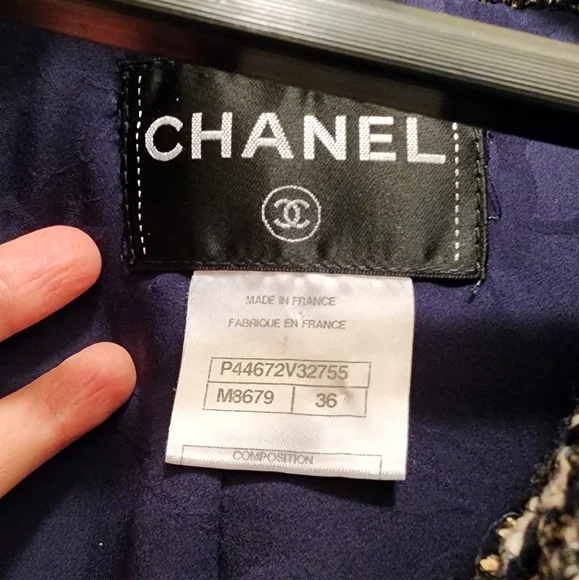 CHANEL
MADE IN FRANCE
FABRIQUE EN FRANCE
P44672V32755
M8679 36
COMPOSITION